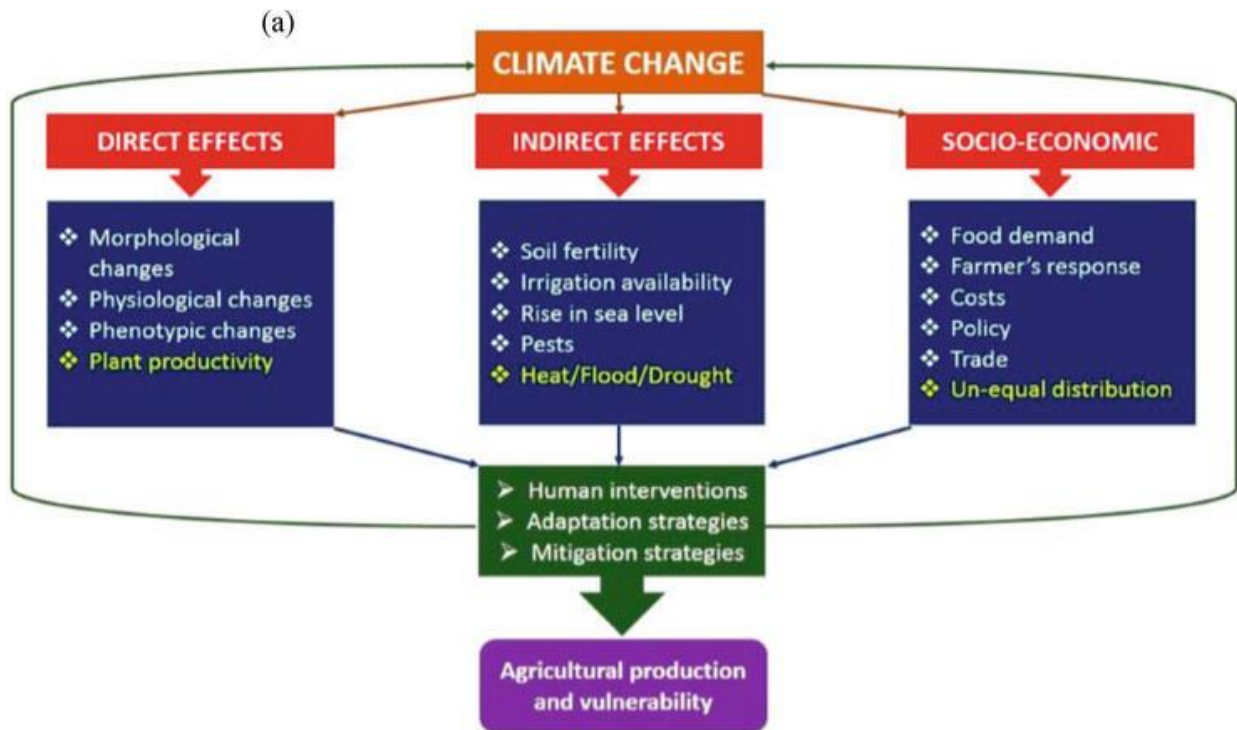 (a)
CLIMATE CHANGE
DIRECT EFFECTS
❖ Morphological
changes
❖ Physiological changes
❖ Phenotypic changes
❖ Plant productivity
INDIRECT EFFECTS
❖ Soil fertility
❖ Irrigation availability
❖ Rise in sea level
❖ Pests
❖ Heat/Flood/Drought
SOCIO-ECONOMIC
❖ Food demand
❖ Farmer’s response
❖ Costs
❖ Policy
❖ Trade
❖ Un-equal distribution
➢ Human interventions
➢ Adaptation strategies
➢ Mitigation strategies
Agricultural production
and vulnerability